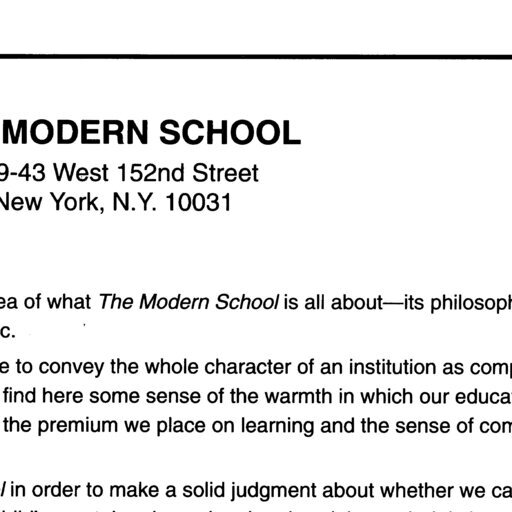 MODERN SCHOOL
9-43 West 152nd Street
New York, N.Y. 10031
ea of what The Modern School is all about—its philosoph
c.
e to convey the whole character of an institution as comp
find here some sense of the warmth in which our educa
the premium we place on learning and the sense of com
l in order to make a solid judgment about whether we ca